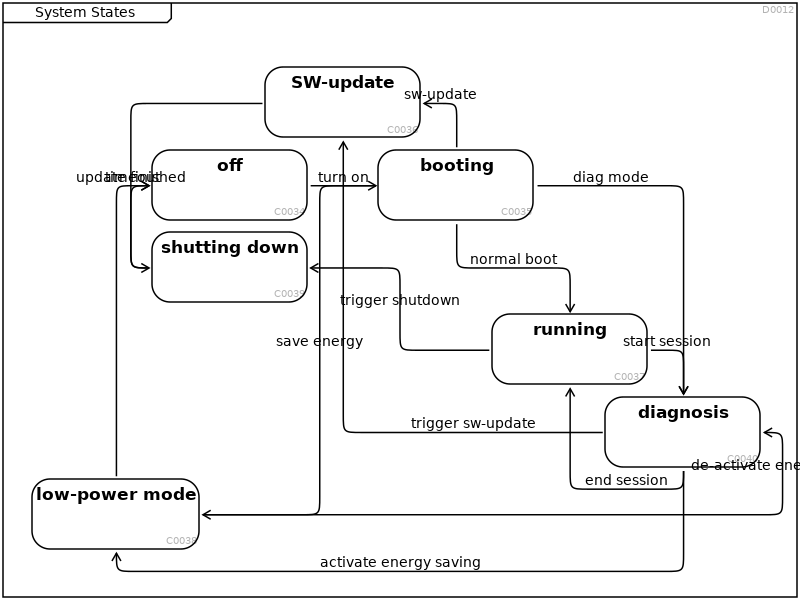 System States
D0012
SW-update
sw-update
C0036
off
booting
update finished
turn on
diag mode
C0034
C0035
shutting down
normal boot
C0039
trigger shutdown
running
save energy
start session
C0037
diagnosis
trigger sw-update
C0040
de-activate ene
end session
low-power mode
C0038
activate energy saving